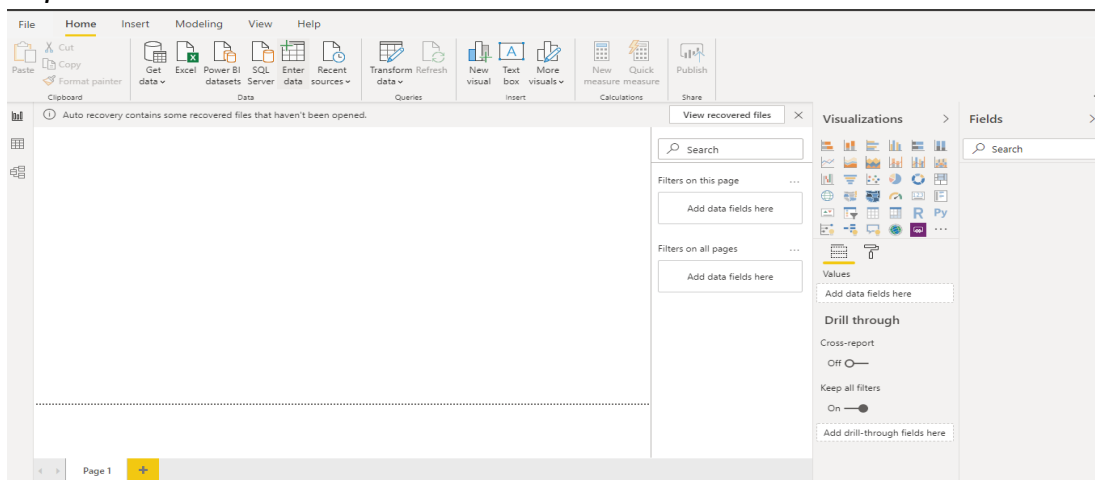 File Home Insert Modeling View Help
Paste
Cut
Copy
Format painter
Clipboard
Get data
Excel
Power BI datasets
SQL Server
Enter data
Recent sources
Data
Transform data
Refresh
Queries
New visual
Text box
More visuals
Insert
New measure
Quick measure
Calculations
Publish
Share
Auto recovery contains some recovered files that haven't been opened.
View recovered files
Search
Filters on this page
...
Add data fields here
Filters on all pages
...
Add data fields here
Visualizations
R Py
...
Values
Add data fields here
Drill through
Cross-report
Off
Keep all filters
On
Add drill-through fields here
Fields
Search
Page 1